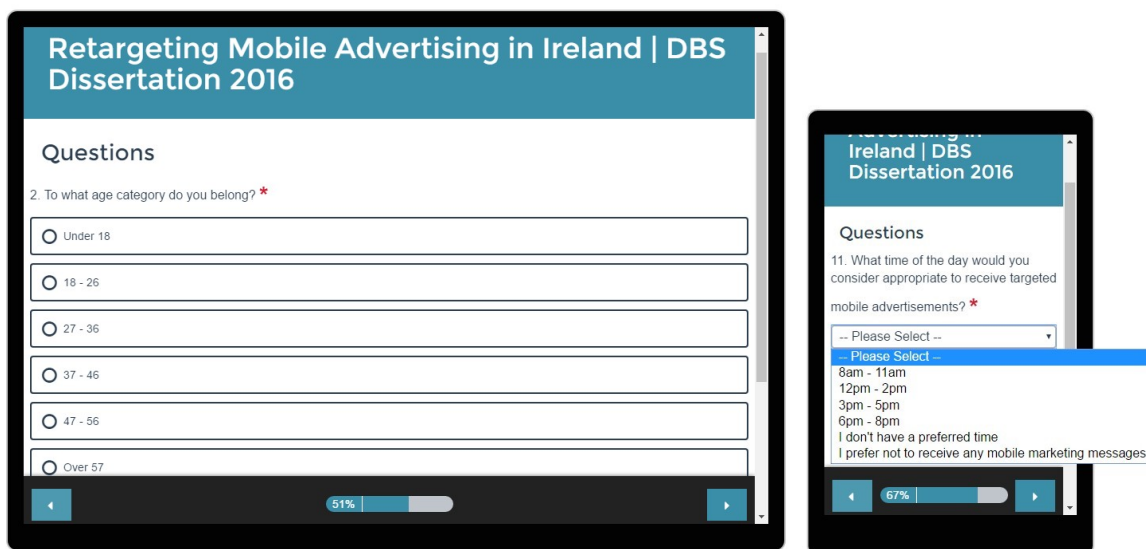 Retargeting Mobile Advertising in Ireland | DBS
Dissertation 2016
Questions
2. To what age category do you belong? *
Under 18
18 - 26
27 - 36
37 - 46
47 - 56
Over 57
51%
Advertising in
Ireland | DBS
Dissertation 2016
Questions
11. What time of the day would you
consider appropriate to receive targeted
mobile advertisements? *
-- Please Select --
-- Please Select --
8am - 11am
12pm - 2pm
3pm - 5pm
6pm - 8pm
I don't have a preferred time
I prefer not to receive any mobile marketing messages
67%